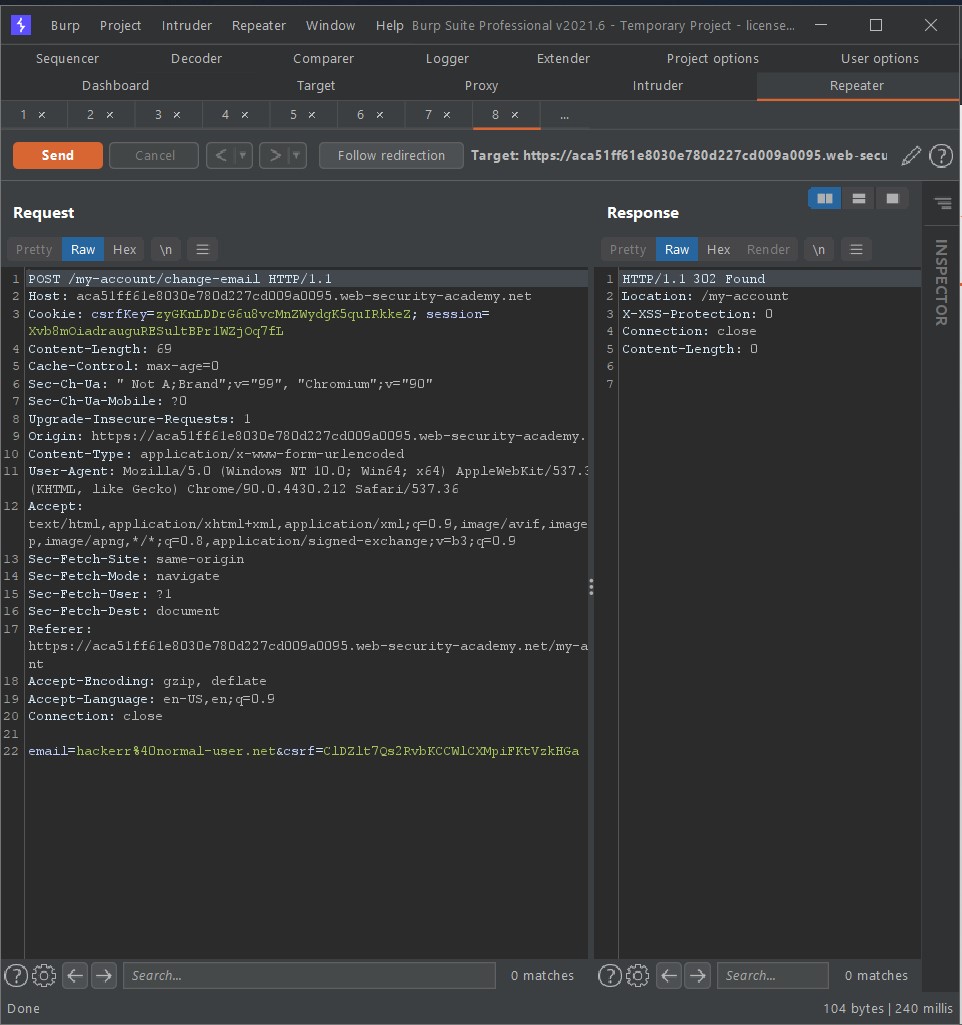 Burp Project Intruder Repeater Window Help Burp Suite Professional v2021.6 - Temporary Project - license...
Sequencer Decoder Comparer Logger Extender Project options User options
Dashboard Target Proxy Intruder Repeater
1 × 2 × 3 × 4 × 5 × 6 × 7 × 8 × ...
Send Cancel < > Follow redirection Target: https://aca51ff61e8030e780d227cd009a0095.web-secu
Request
Pretty Raw Hex \n
1 POST /my-account/change-email HTTP/1.1
2 Host: aca51ff61e8030e780d227cd009a0095.web-security-academy.net
3 Cookie: csrfKey=zyGKnLDDrG6u8vcMnZWydgK5quIRkkeZ; session=
Xvb8mOiadrauguRESultBPr1WZjOq7fL
4 Content-Length: 69
5 Cache-Control: max-age=0
6 Sec-Ch-Ua: " Not A;Brand";v="99", "Chromium";v="90"
7 Sec-Ch-Ua-Mobile: ?0
8 Upgrade-Insecure-Requests: 1
9 Origin: https://aca51ff61e8030e780d227cd009a0095.web-security-academy.
10 Content-Type: application/x-www-form-urlencoded
11 User-Agent: Mozilla/5.0 (Windows NT 10.0; Win64; x64) AppleWebKit/537.3
(KHTML, like Gecko) Chrome/90.0.4430.212 Safari/537.36
12 Accept:
text/html,application/xhtml+xml,application/xml;q=0.9,image/avif,image
p,image/apng,*/*;q=0.8,application/signed-exchange;v=b3;q=0.9
13 Sec-Fetch-Site: same-origin
14 Sec-Fetch-Mode: navigate
15 Sec-Fetch-User: ?1
16 Sec-Fetch-Dest: document
17 Referer:
https://aca51ff61e8030e780d227cd009a0095.web-security-academy.net/my-a
nt
18 Accept-Encoding: gzip, deflate
19 Accept-Language: en-US,en;q=0.9
20 Connection: close
21
22 email=hackerr%40normal-user.net&csrf=ClDZlt7Qs2RvbKCCWlCXMpiFKtVzkHGa
Search... 0 matches
Response
Pretty Raw Hex Render \n
1 HTTP/1.1 302 Found
2 Location: /my-account
3 X-XSS-Protection: 0
4 Connection: close
5 Content-Length: 0
6
7
Search... 0 matches
INSPECTOR
Done 104 bytes | 240 millis